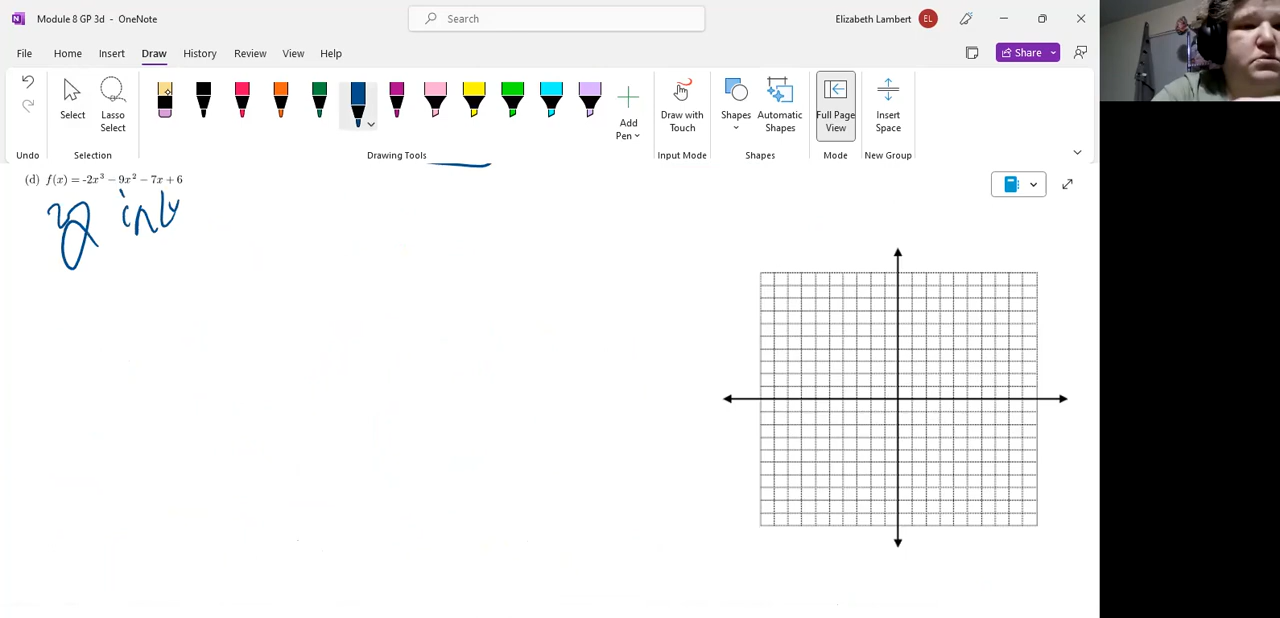 Module 8 GP 3d - OneNote
Search
Elizabeth Lambert EL
File Home Insert Draw History Review View Help
Share
Undo
Select
Lasso Select
Add Pen
Draw with Touch
Shapes
Automatic Shapes
Full Page View
Insert Space
Selection
Drawing Tools
Input Mode
Shapes
Mode
New Group
(d) f(x) = -2x³ − 9x² − 7x + 6
y int